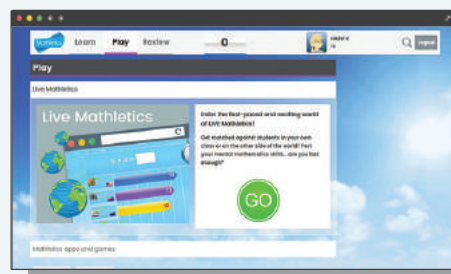 Mathletics Learn Play Review 0
Play
Live Mathletics
Live Mathletics
Enter the fast-paced and exciting world
of LIVE Mathletics!
Get matched against students in your own
class or on the other side of the world! Test
your mental mathematics skills... are you fast
enough?
GO
Mathletics apps and games